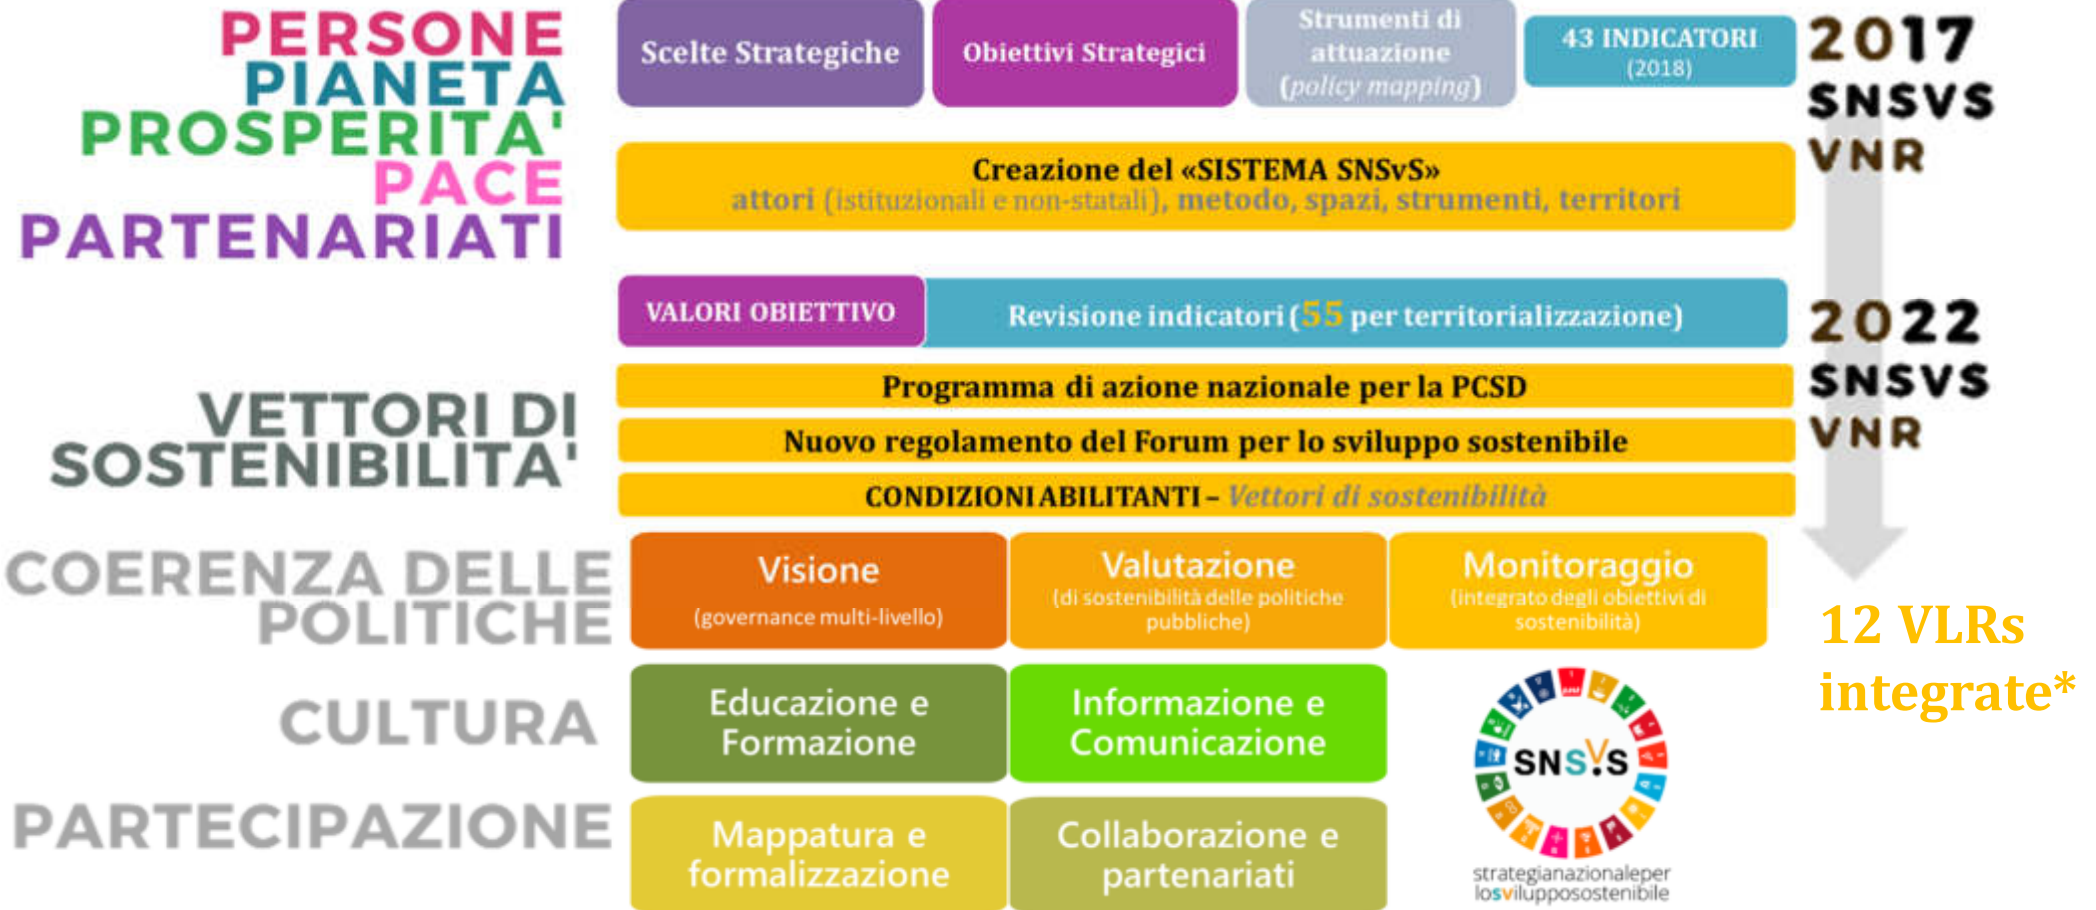 PERSONE
PIANETA
PROSPERITA'
PACE
PARTENARIATI
Scelte Strategiche
Obiettivi Strategici
Strumenti di
attuazione
(policy mapping)
43 INDICATORI
(2018)
2017
SNSVS
VNR
Creazione del «SISTEMA SNSvS»
attori (istituzionali e non-statali), metodo, spazi, strumenti, territori
VALORI OBIETTIVO
Revisione indicatori (55 per territorializzazione)
2022
SNSVS
VNR
VETTORI DI
SOSTENIBILITA'
Programma di azione nazionale per la PCSD
Nuovo regolamento del Forum per lo sviluppo sostenibile
CONDIZIONI ABILITANTI – Vettori di sostenibilità
COERENZA DELLE
POLITICHE
Visione
(governance multi-livello)
Valutazione
(di sostenibilità delle politiche
pubbliche)
Monitoraggio
(integrato degli obiettivi di
sostenibilità)
12 VLRs
integrate*
CULTURA
Educazione e
Formazione
Informazione e
Comunicazione
PARTECIPAZIONE
Mappatura e
formalizzazione
Collaborazione e
partenariati
SNSVS
strategianazionaleper
losvilupposostenibile